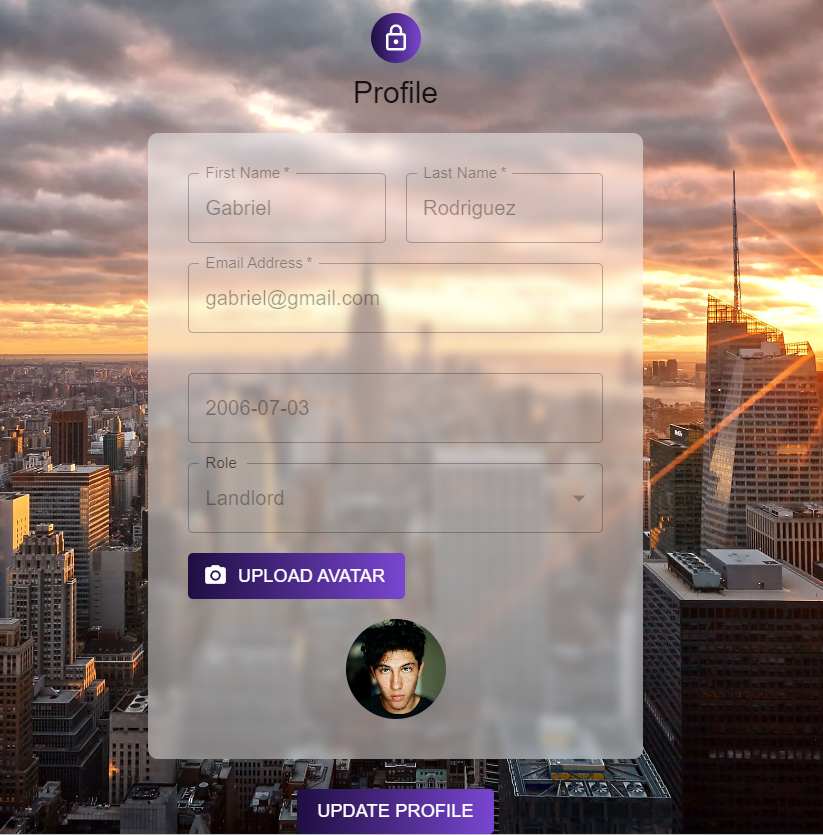 Profile
First Name * Last Name *
Gabriel Rodriguez
Email Address *
gabriel@gmail.com
2006-07-03
Role
Landlord
UPLOAD AVATAR
UPDATE PROFILE